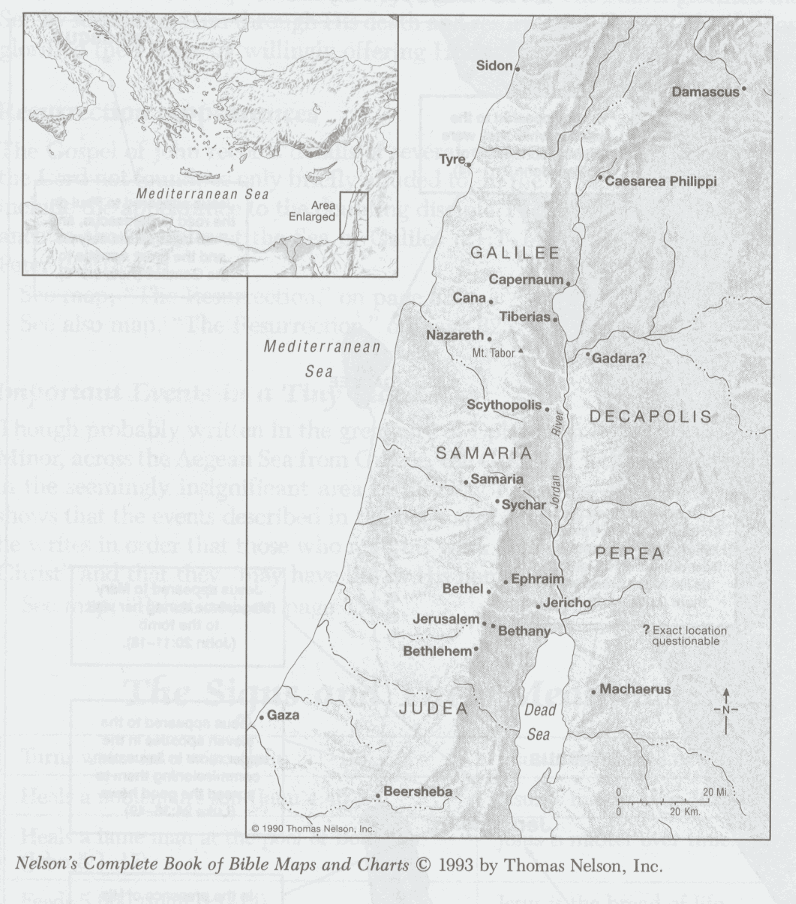 Sidon
Damascus
Tyre
Caesarea Philippi
Mediterranean Sea
Area
Enlarged
GALILEE
Capernaum
Cana
Tiberias
Nazareth
Mt. Tabor
Gadara?
Mediterranean
Sea
Scythopolis
River
DECAPOLIS
SAMARIA
Samaria
Jordan
Sychar
PEREA
Ephraim
Bethel
Jericho
Jerusalem
Bethany
? Exact location
questionable
Bethlehem
Machaerus
JUDEA
Dead
Sea
Gaza
N
Beersheba
0 20 Mi.
0 20 Km.
© 1990 Thomas Nelson, Inc.
Nelson's Complete Book of Bible Maps and Charts © 1993 by Thomas Nelson, Inc.